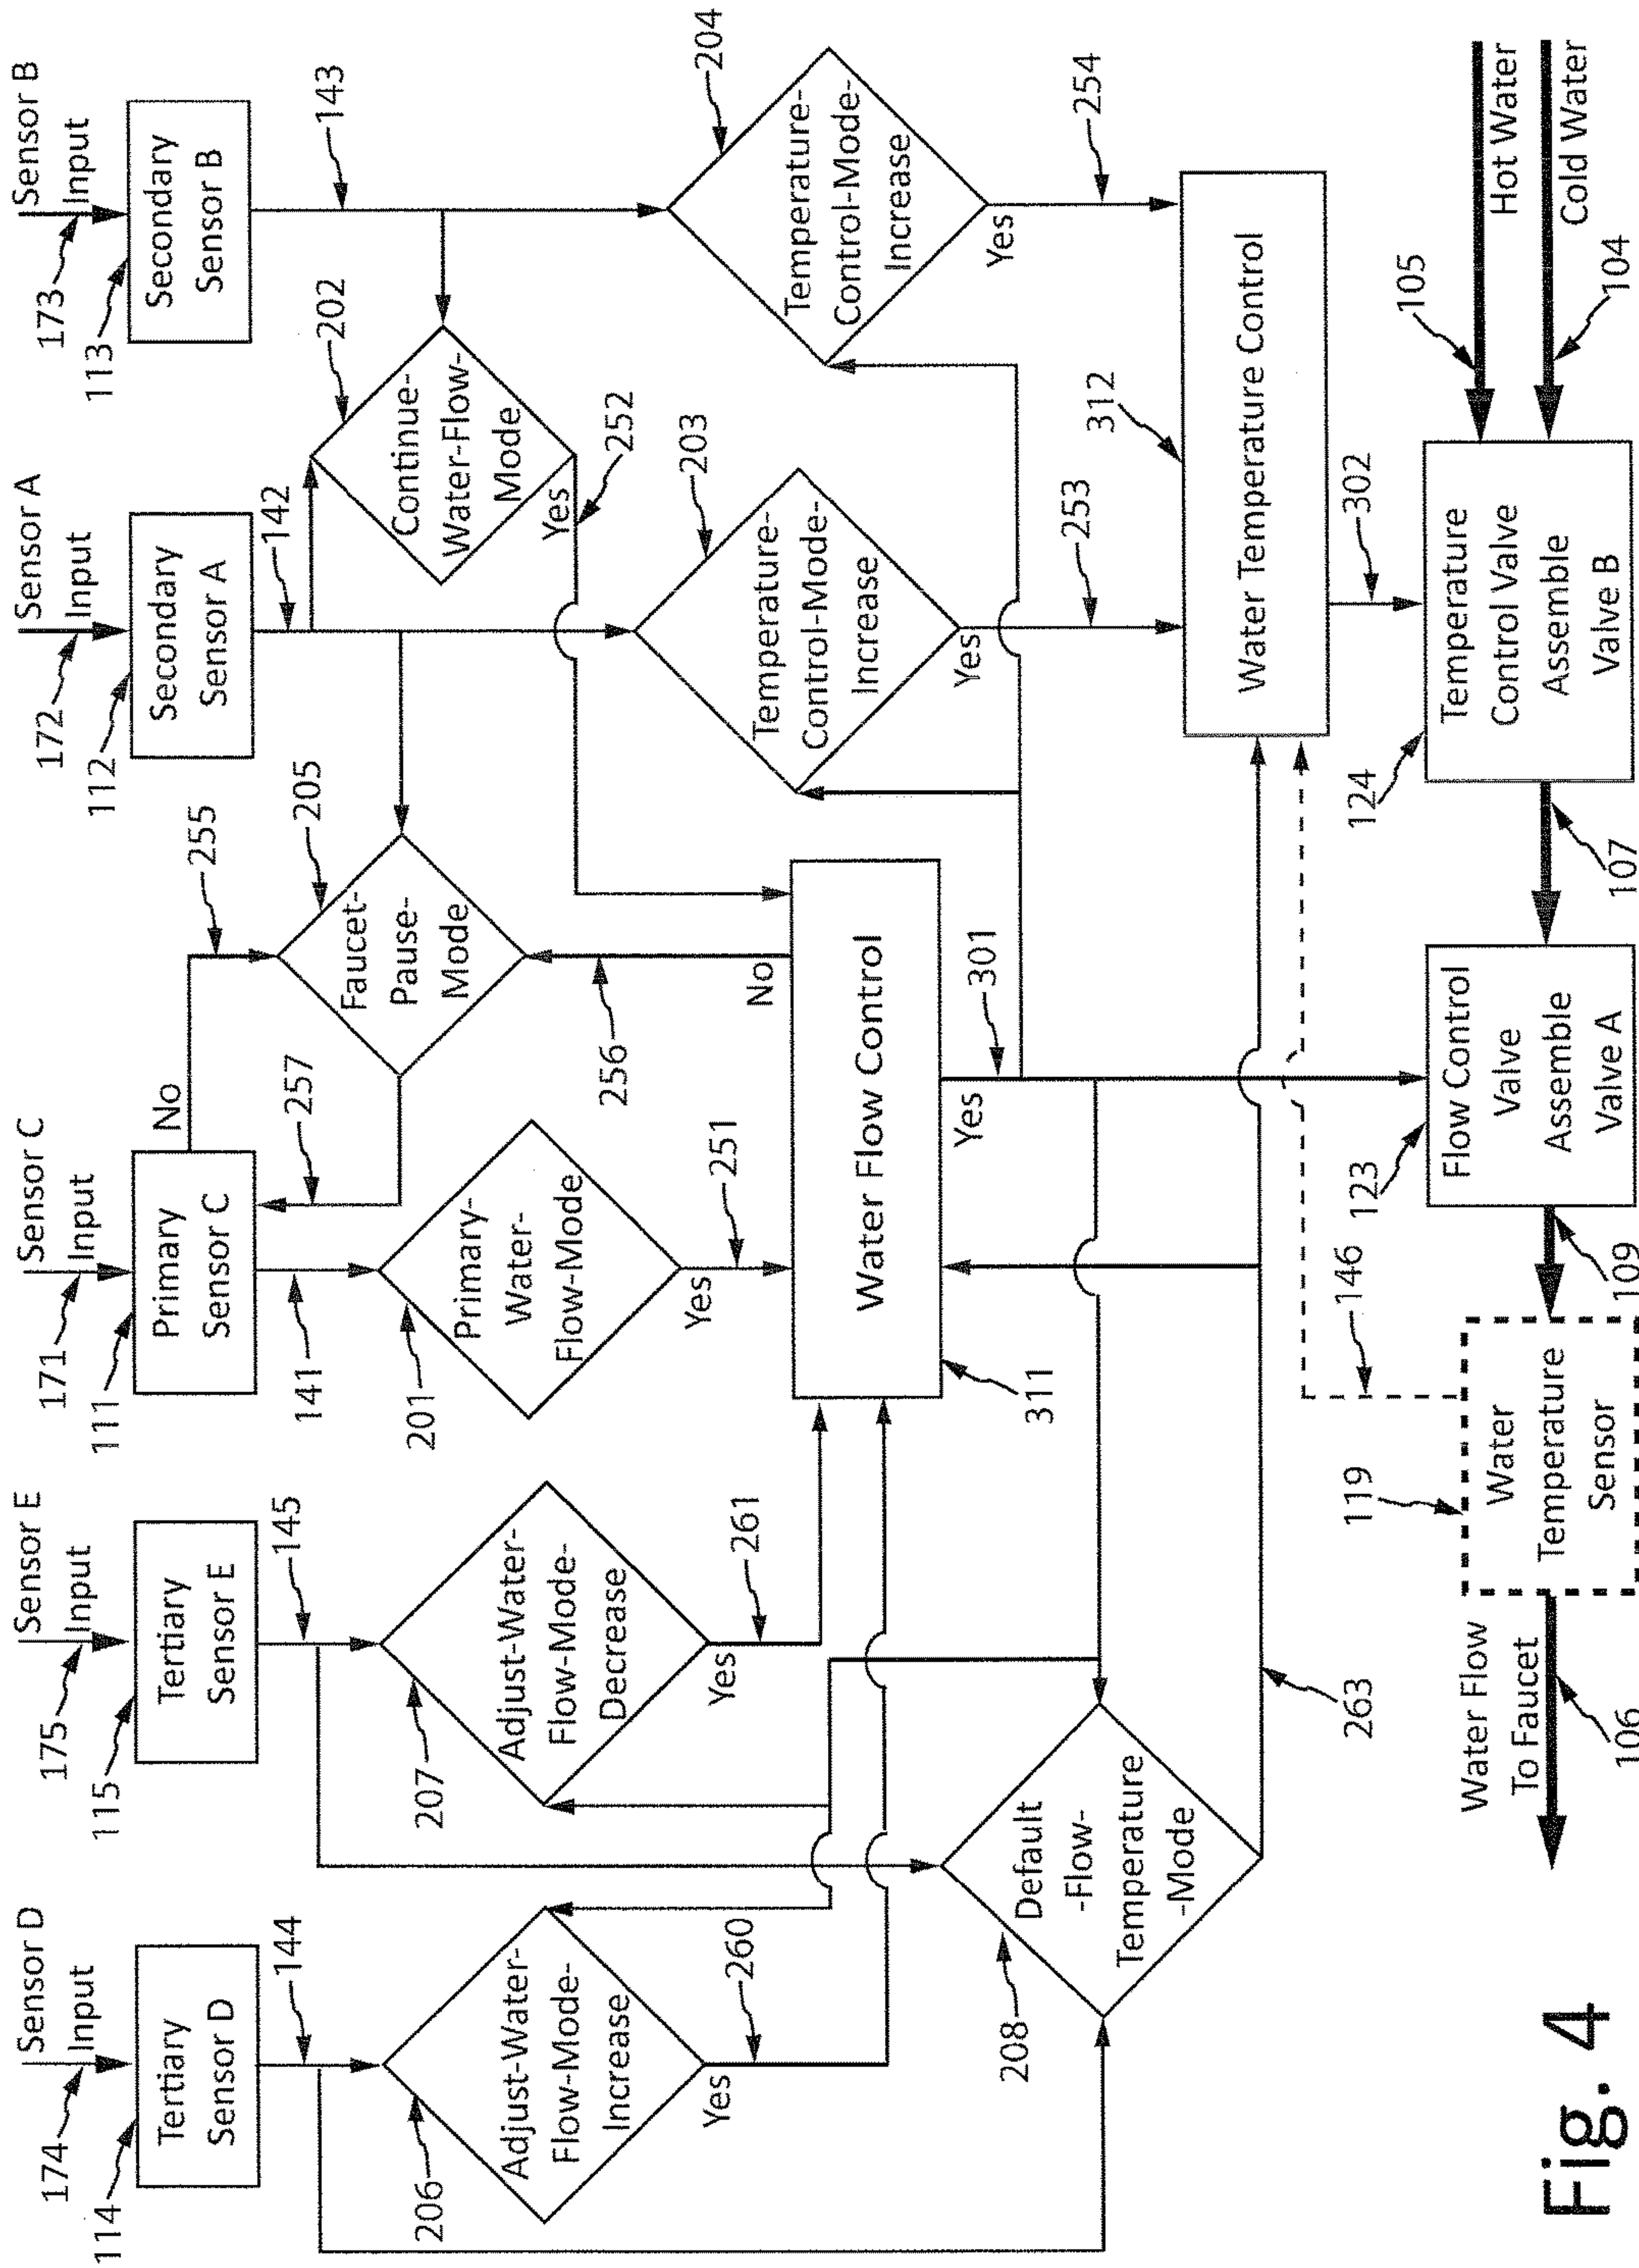 Sensor D
Input
174
114
Tertiary
Sensor D
144
Sensor E
Input
175
115
Tertiary
Sensor E
145
Sensor C
Input
171
111
Primary
Sensor C
141
No
255
257
Sensor A
Input
172
112
Secondary
Sensor A
142
Sensor B
Input
173
113
Secondary
Sensor B
143
206
Adjust-Water-
Flow-Mode-
Increase
Yes
260
207
Adjust-Water-
Flow-Mode-
Decrease
Yes
261
201
Primary-
Water-
Flow-Mode
Yes
251
205
Faucet-
Pause-
Mode
256
No
202
Continue-
Water-Flow-
Mode
Yes
252
203
Temperature-
Control-Mode-
Increase
Yes
253
204
Temperature-
Control-Mode-
Increase
Yes
254
Water Flow Control
311
Yes
301
208
Default
-Flow-
Temperature
-Mode
263
312
Water Temperature Control
302
146
Water Flow
To Faucet
106
119
Water
Temperature
Sensor
109
123
Flow Control
Valve
Assemble
Valve A
107
124
Temperature
Control Valve
Assemble
Valve B
105
Hot Water
Cold Water
104
Fig. 4